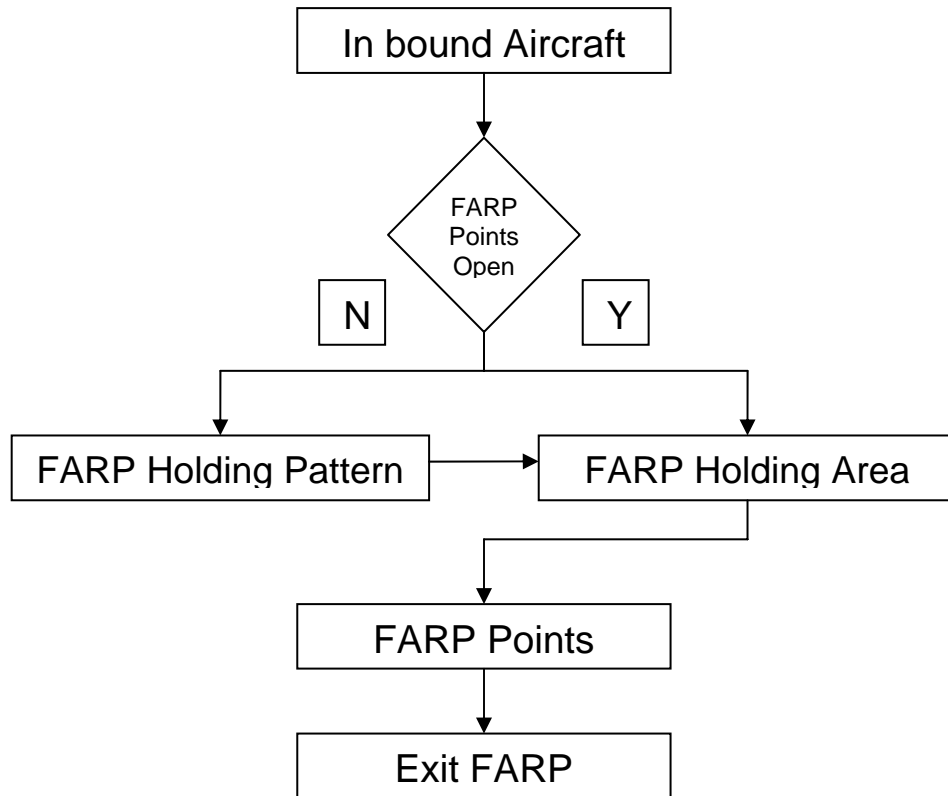 In bound Aircraft
FARP
Points
Open
N
Y
FARP Holding Pattern
FARP Holding Area
FARP Points
Exit FARP